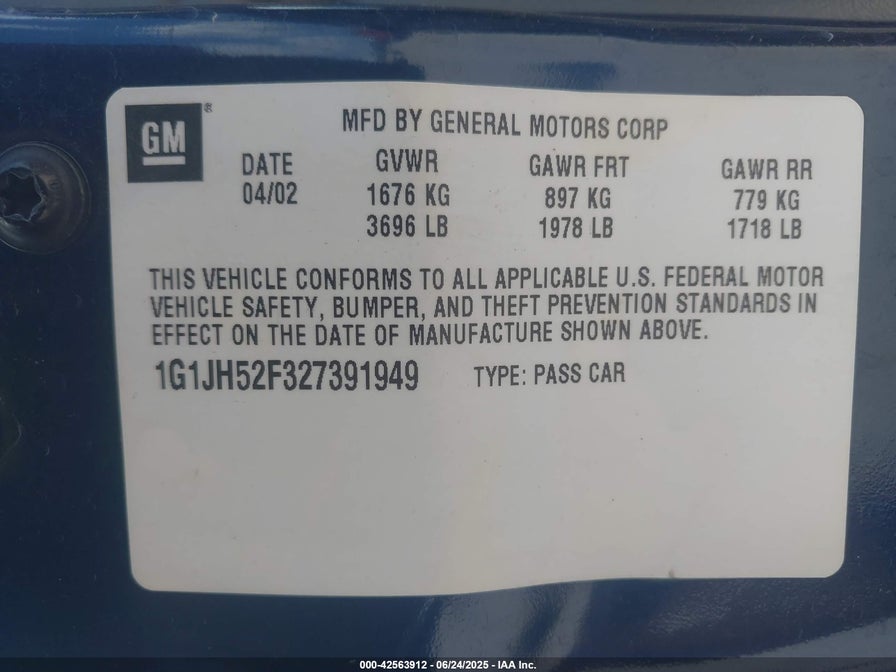 GM ®
MFD BY GENERAL MOTORS CORP
DATE GVWR GAWR FRT GAWR RR
04/02 1676 KG 897 KG 779 KG
3696 LB 1978 LB 1718 LB
THIS VEHICLE CONFORMS TO ALL APPLICABLE U.S. FEDERAL MOTOR
VEHICLE SAFETY, BUMPER, AND THEFT PREVENTION STANDARDS IN
EFFECT ON THE DATE OF MANUFACTURE SHOWN ABOVE.
1G1JH52F327391949 TYPE: PASS CAR
000-42563912 - 06/24/2025 - IAA Inc.